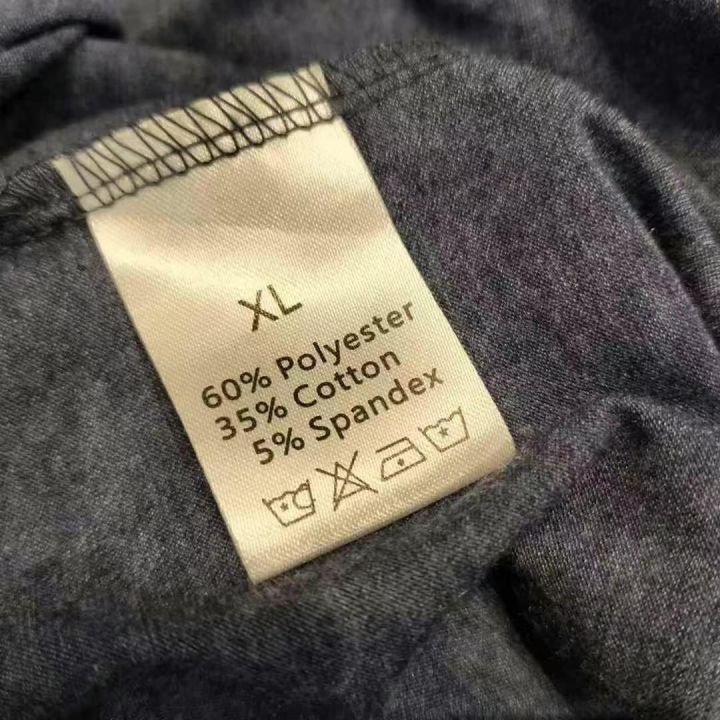 XL
60% Polyester
35% Cotton
5% Spandex